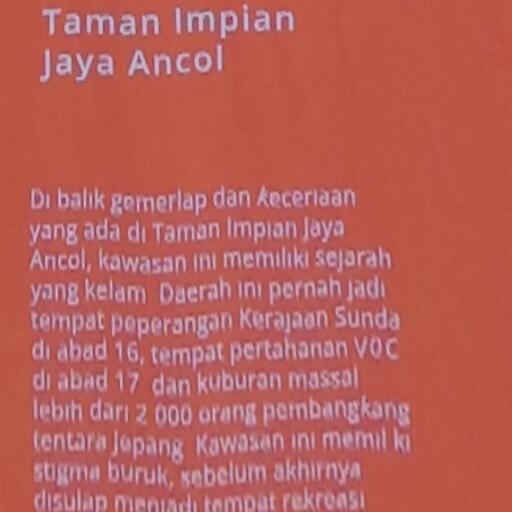 Taman Impian
Jaya Ancol
Di balik gemerlap dan keceriaan
yang ada di Taman Impian Jaya
Ancol, kawasan ini memiliki sejarah
yang kelam Daerah ini pernah jadi
tempat peperangan Kerajaan Sunda
di abad 16, tempat pertahanan VOC
di abad 17 dan kuburan massal
lebih dari 2 000 orang pembangkang
tentara Jepang Kawasan ini memiliki
stigma buruk, sebelum akhirnya
disulap menjadi tempat rekreasi